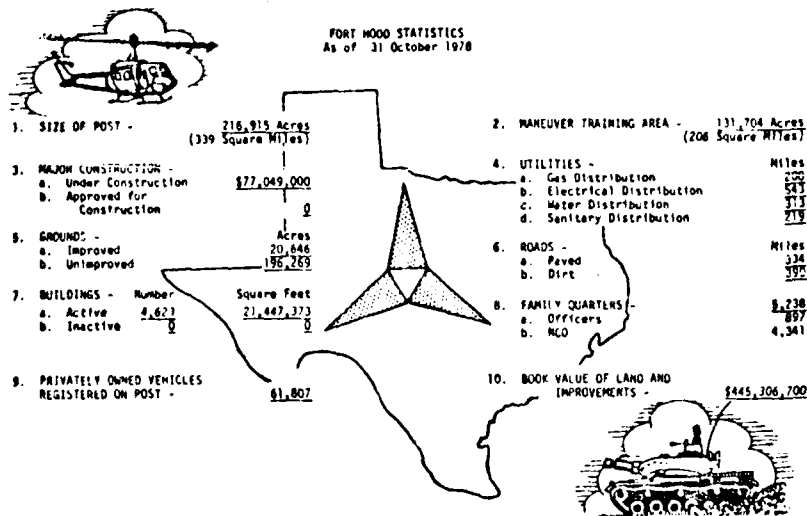 FORT HOOD STATISTICS
As of 31 October 1978
1. SIZE OF POST - 216,915 Acres
(339 Square Miles)
2. MANEUVER TRAINING AREA - 131,704 Acres
(206 Square Miles)
3. MAJOR CONSTRUCTION -
a. Under Construction $77,049,000
b. Approved for
Construction 0
4. UTILITIES - Miles
a. Gas Distribution 200
b. Electrical Distribution 543
c. Water Distribution 313
d. Sanitary Distribution 219
5. GROUNDS - Acres
a. Improved 20,646
b. Unimproved 196,269
6. ROADS - Miles
a. Paved 334
b. Dirt 390
7. BUILDINGS - Number Square Feet
a. Active 4,623 21,447,373
b. Inactive 0 0
8. FAMILY QUARTERS - 5,238
a. Officers 897
b. NCO 4,341
9. PRIVATELY OWNED VEHICLES
REGISTERED ON POST - 61,807
10. BOOK VALUE OF LAND AND
IMPROVEMENTS - $445,306,700